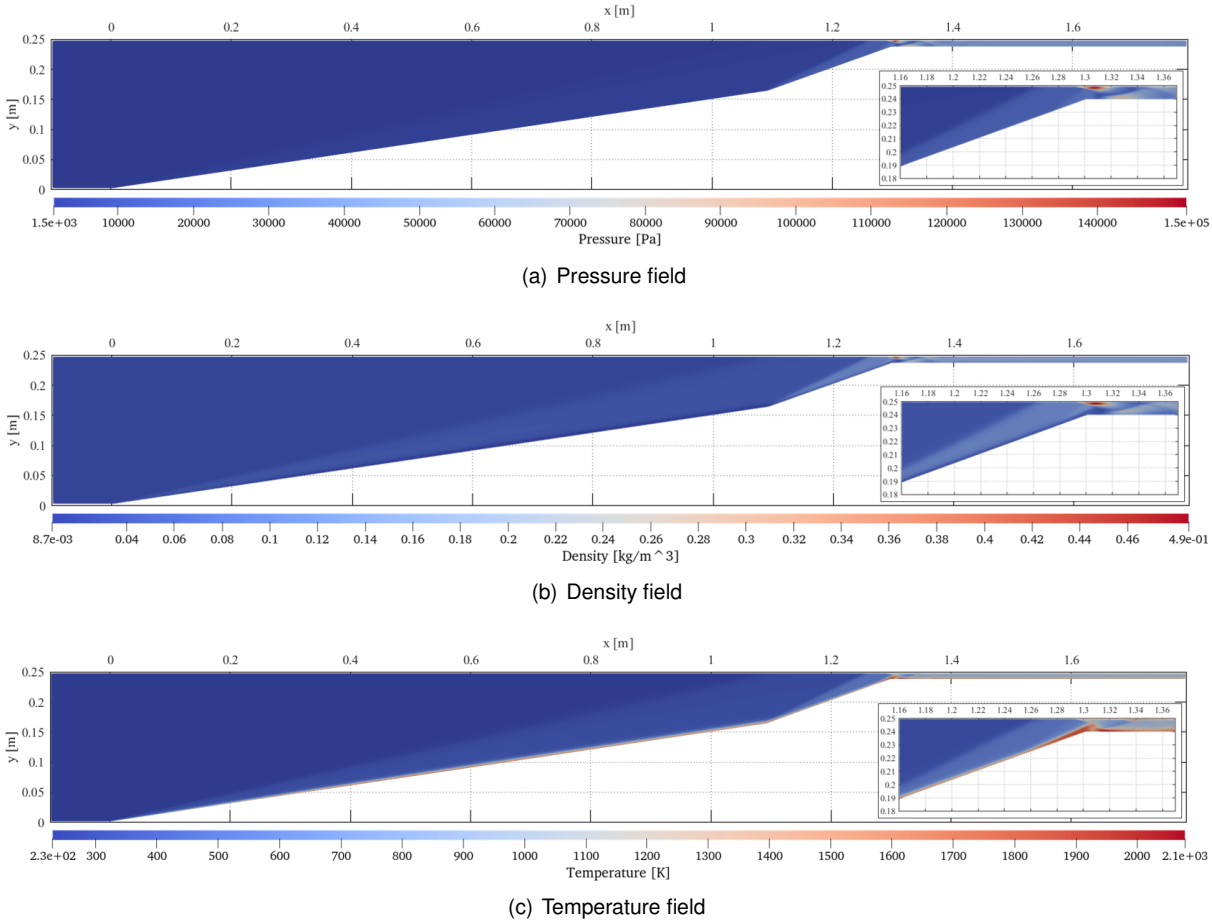 x [m]
0 0.2 0.4 0.6 0.8 1 1.2 1.4 1.6
0.25
0.2
0.15
0.1
0.05
0
y [m]
1.16 1.18 1.2 1.22 1.24 1.26 1.28 1.3 1.32 1.34 1.36
0.25
0.24
0.23
0.22
0.21
0.2
0.19
0.18
1.5e+03 10000 20000 30000 40000 50000 60000 70000 80000 90000 100000 110000 120000 130000 140000 1.5e+05
Pressure [Pa]
(a) Pressure field
x [m]
0 0.2 0.4 0.6 0.8 1 1.2 1.4 1.6
0.25
0.2
0.15
0.1
0.05
0
y [m]
1.16 1.18 1.2 1.22 1.24 1.26 1.28 1.3 1.32 1.34 1.36
0.25
0.24
0.23
0.22
0.21
0.2
0.19
0.18
8.7e-03 0.04 0.06 0.08 0.1 0.12 0.14 0.16 0.18 0.2 0.22 0.24 0.26 0.28 0.3 0.32 0.34 0.36 0.38 0.4 0.42 0.44 0.46 4.9e-01
Density [kg/m^3]
(b) Density field
x [m]
0 0.2 0.4 0.6 0.8 1 1.2 1.4 1.6
0.25
0.2
0.15
0.1
0.05
0
y [m]
1.16 1.18 1.2 1.22 1.24 1.26 1.28 1.3 1.32 1.34 1.36
0.25
0.24
0.23
0.22
0.21
0.2
0.19
0.18
2.3e+02 300 400 500 600 700 800 900 1000 1100 1200 1300 1400 1500 1600 1700 1800 1900 2000 2.1e+03
Temperature [K]
(c) Temperature field